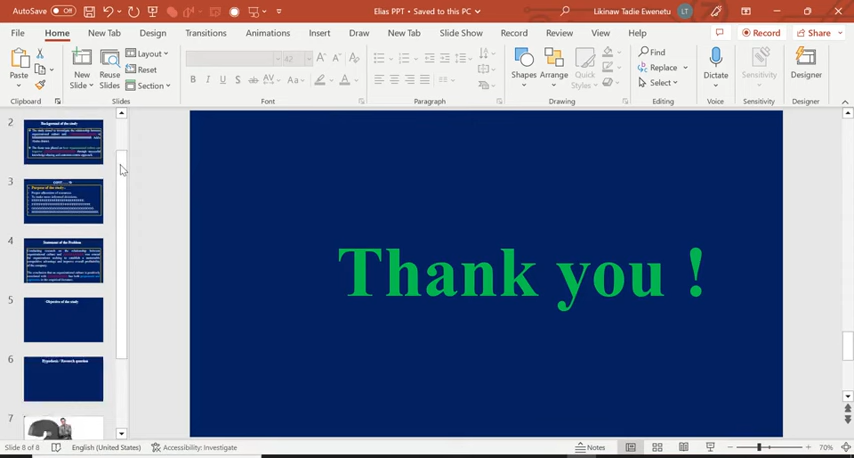 AutoSave Off Elias PPT • Saved to this PC Likinaw Tadie Ewenetu LT
File Home New Tab Design Transitions Animations Insert Draw New Tab Slide Show Record Review View Help Record Share
Paste New Slides Reuse Slides Layout Reset Section 42 Shapes Arrange Quick Styles Find Replace Select Dictate Sensitivity Designer
B I U S ab AV Aa A
Clipboard Slides Font Paragraph Drawing Editing Voice Sensitivity Designer
2
Background of the study
3
Purpose of the study:
4
Statement of the Problem
5
Objective of the study
6
Hypothesis / Research question
7
Thank you !
Slide 8 of 8 English (United States) Accessibility: Investigate Notes 70%